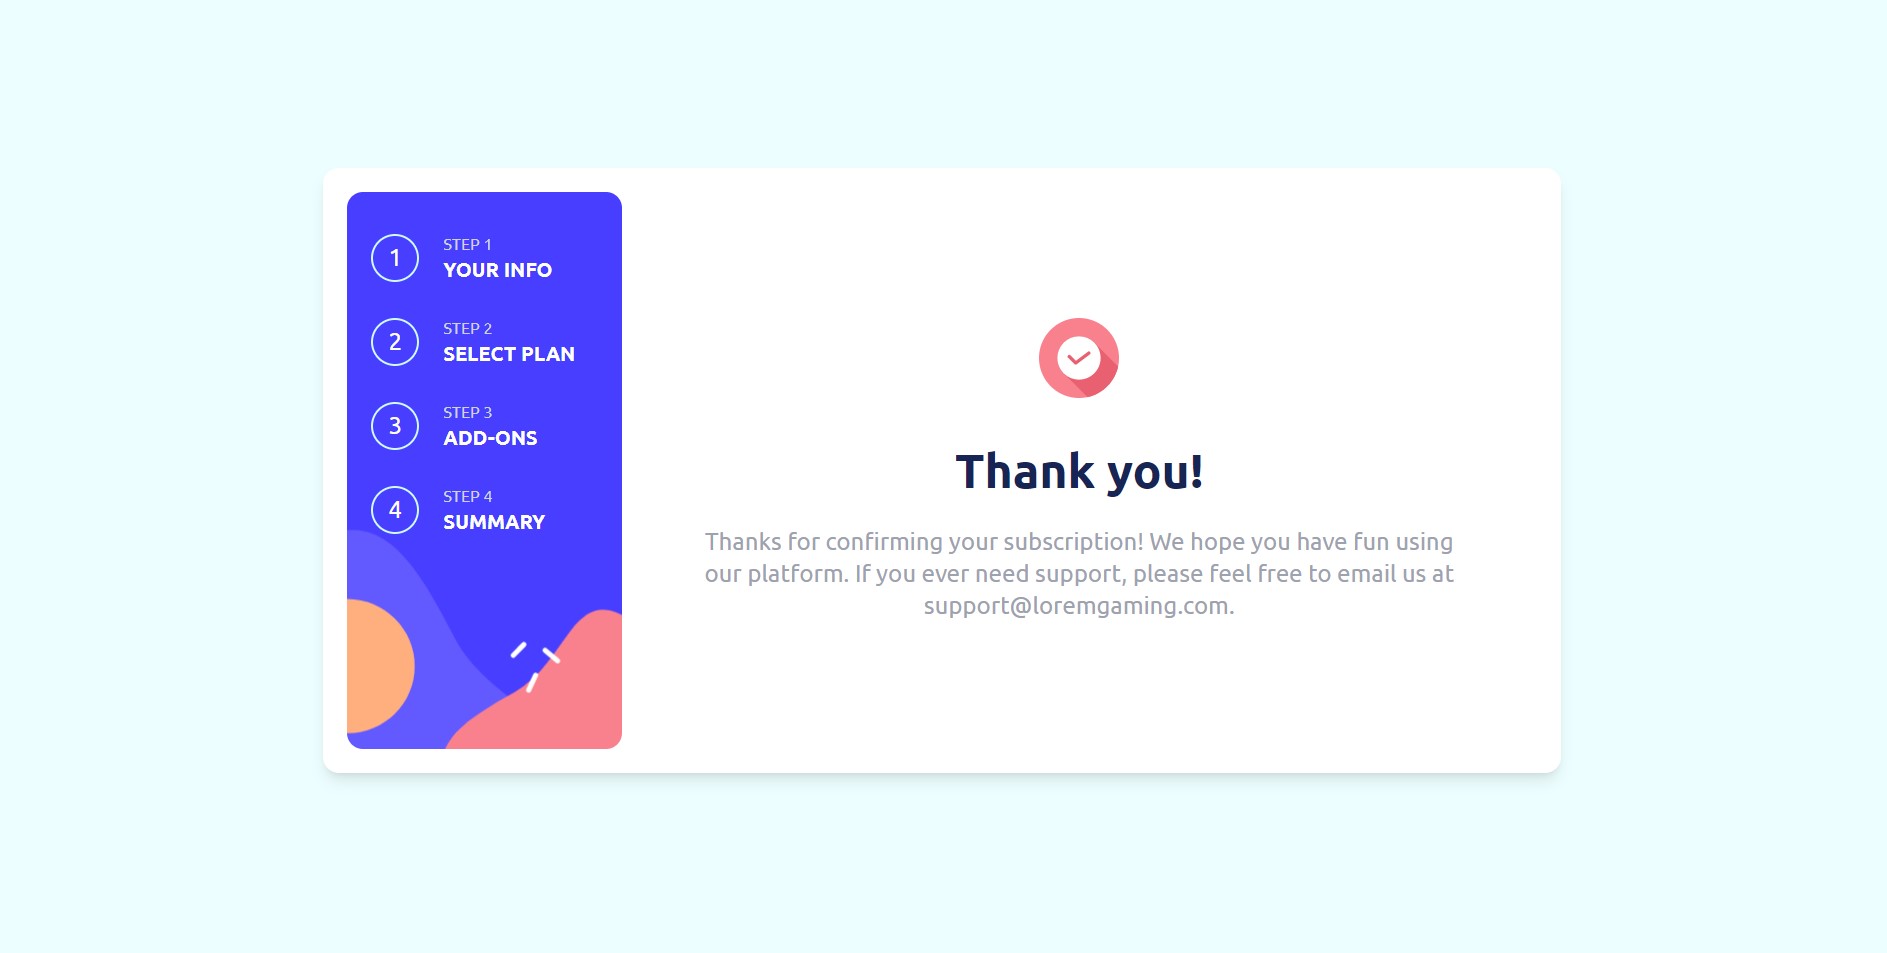 1
STEP 1
YOUR INFO
2
STEP 2
SELECT PLAN
3
STEP 3
ADD-ONS
4
STEP 4
SUMMARY
Thank you!
Thanks for confirming your subscription! We hope you have fun using
our platform. If you ever need support, please feel free to email us at
support@loremgaming.com.